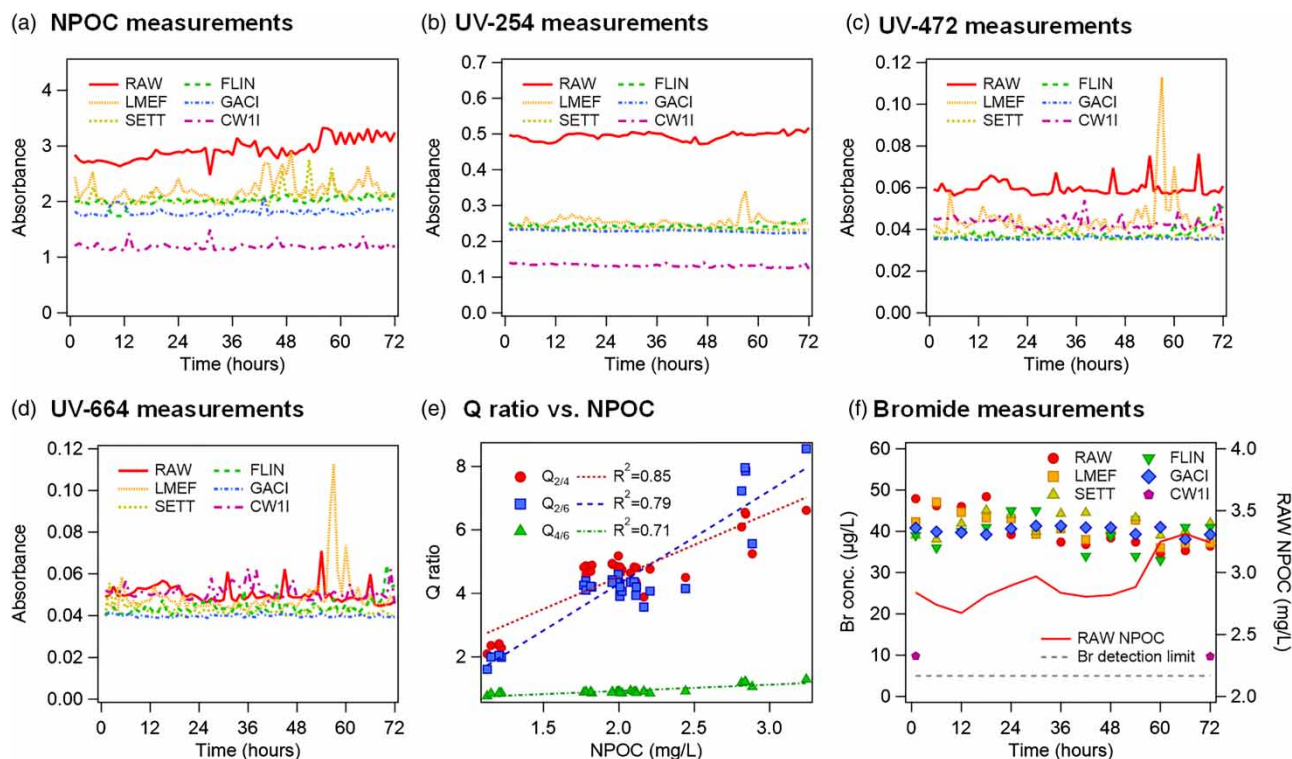 (a) NPOC measurements
RAW FLIN
LMEF GACI
SETT CW1I
Absorbance
4
3
2
1
0
0 12 24 36 48 60 72
Time (hours)
(b) UV-254 measurements
0.7
RAW FLIN
LMEF GACI
SETT CW1I
Absorbance
0.6
0.5
0.4
0.3
0.2
0.1
0.0
0 12 24 36 48 60 72
Time (hours)
(c) UV-472 measurements
0.12
RAW FLIN
LMEF GACI
SETT CW1I
Absorbance
0.10
0.08
0.06
0.04
0.02
0.00
0 12 24 36 48 60 72
Time (hours)
(d) UV-664 measurements
0.12
RAW FLIN
LMEF GACI
SETT CW1I
Absorbance
0.10
0.08
0.06
0.04
0.02
0.00
0 12 24 36 48 60 72
Time (hours)
(e) Q ratio vs. NPOC
Q2/4 R²=0.85
Q2/6 R²=0.79
Q4/6 R²=0.71
Q ratio
8
6
4
2
1.5 2.0 2.5 3.0
NPOC (mg/L)
(f) Bromide measurements
RAW FLIN
LMEF GACI
SETT CW1I
Br conc. (µg/L)
60
50
40
30
20
10
0
RAW NPOC (mg/L)
4.0
3.5
3.0
2.5
2.0
RAW NPOC
Br detection limit
0 12 24 36 48 60 72
Time (hours)